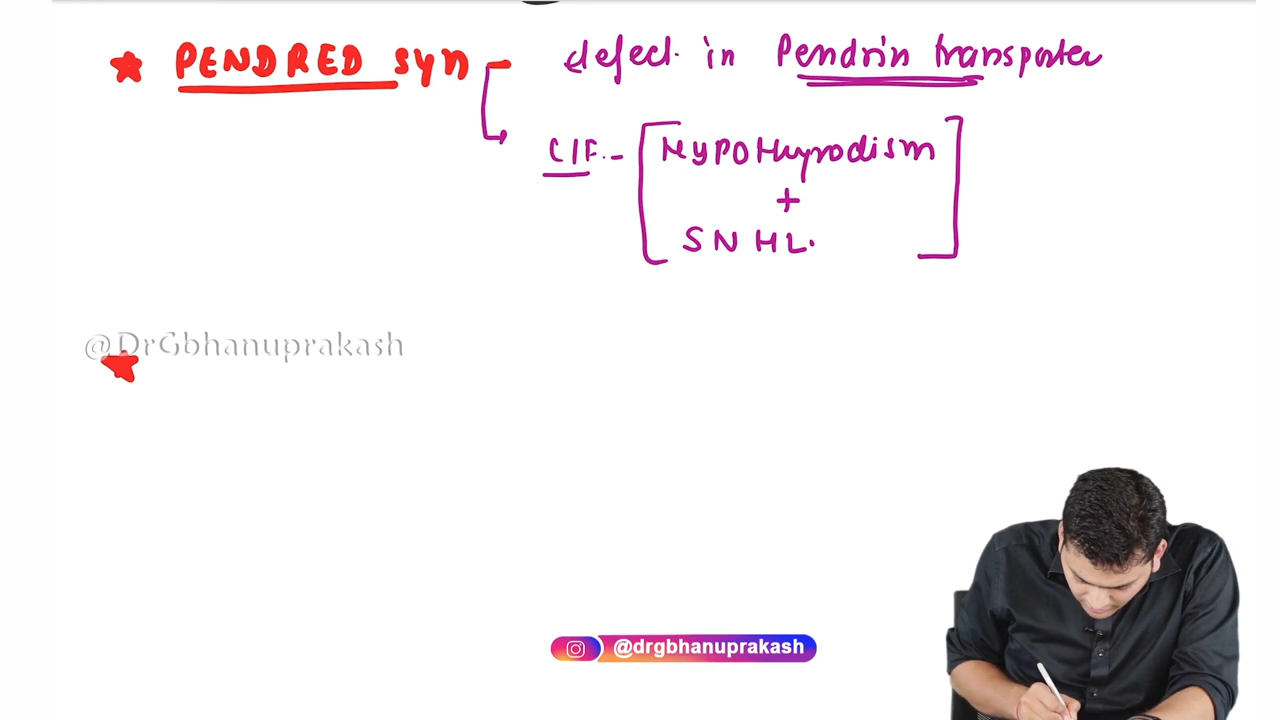 PENDRED syn
defect in Pendrin transporter
C/F - [HYPOthyrodism
+
SNHL.]
@DrGbhanuprakash
@drgbhanuprakash